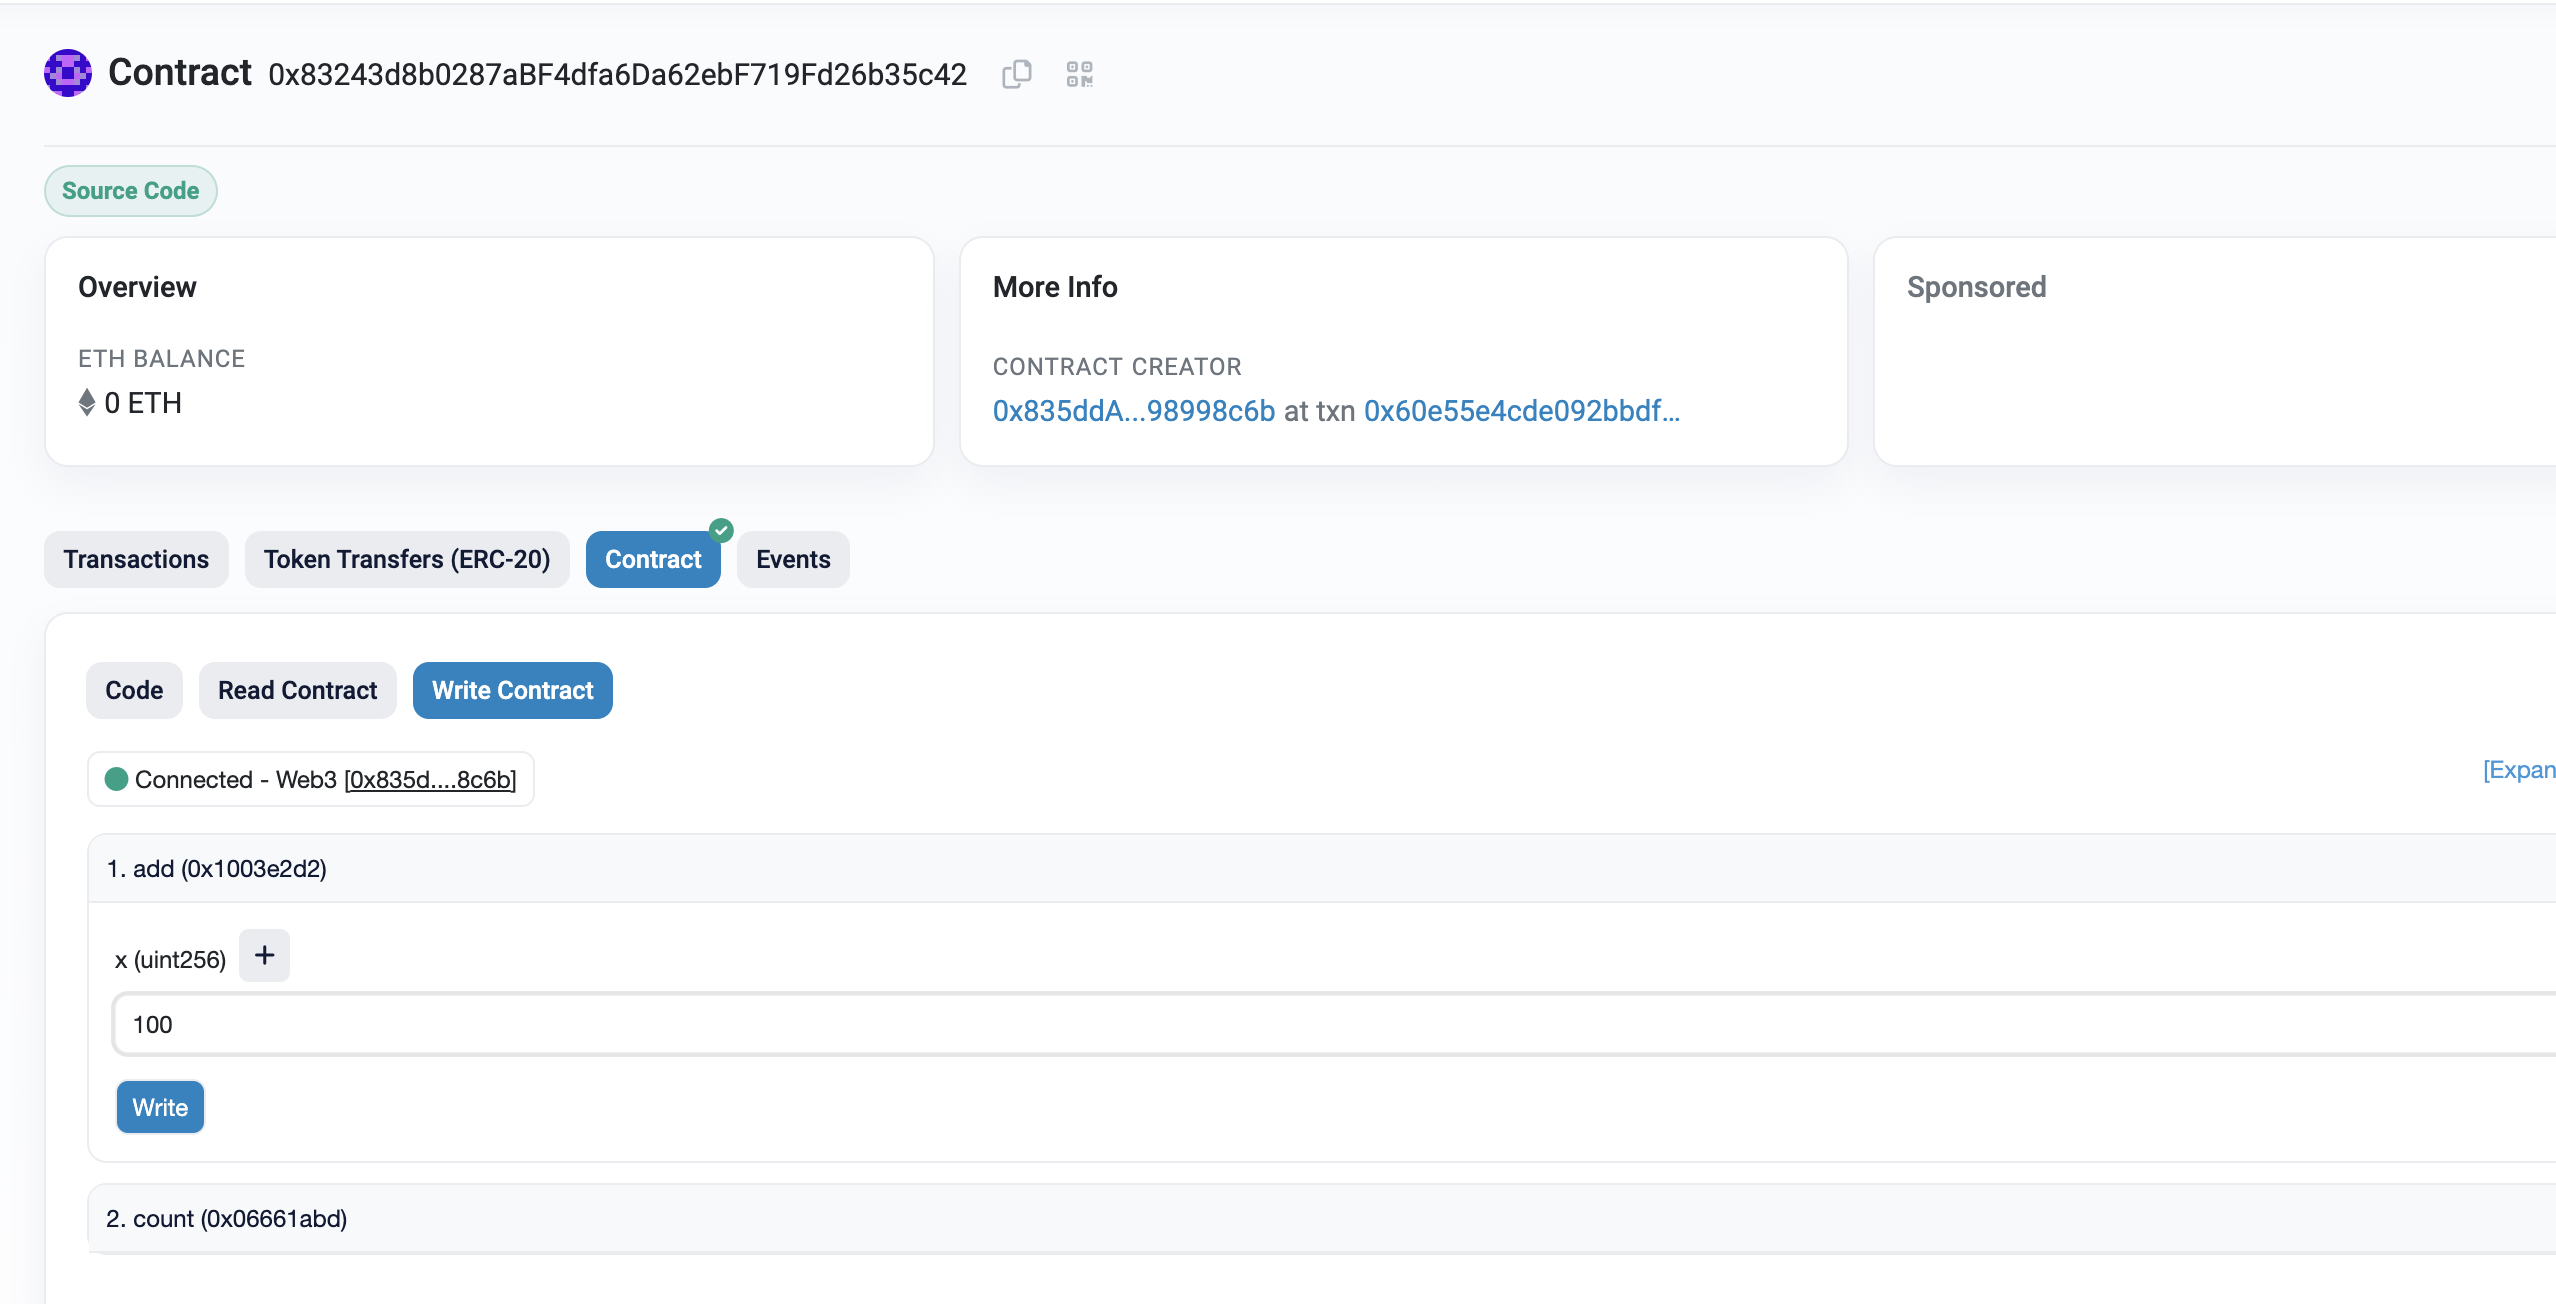 Contract 0x83243d8b0287aBF4dfa6Da62ebF719Fd26b35c42
Source Code
Overview
ETH BALANCE
0 ETH
More Info
CONTRACT CREATOR
0x835ddA...98998c6b at txn 0x60e55e4cde092bbdf...
Sponsored
Transactions
Token Transfers (ERC-20)
Contract
Events
Code
Read Contract
Write Contract
Connected - Web3 [0x835d....8c6b]
[Expan
1. add (0x1003e2d2)
x (uint256) +
100
Write
2. count (0x06661abd)